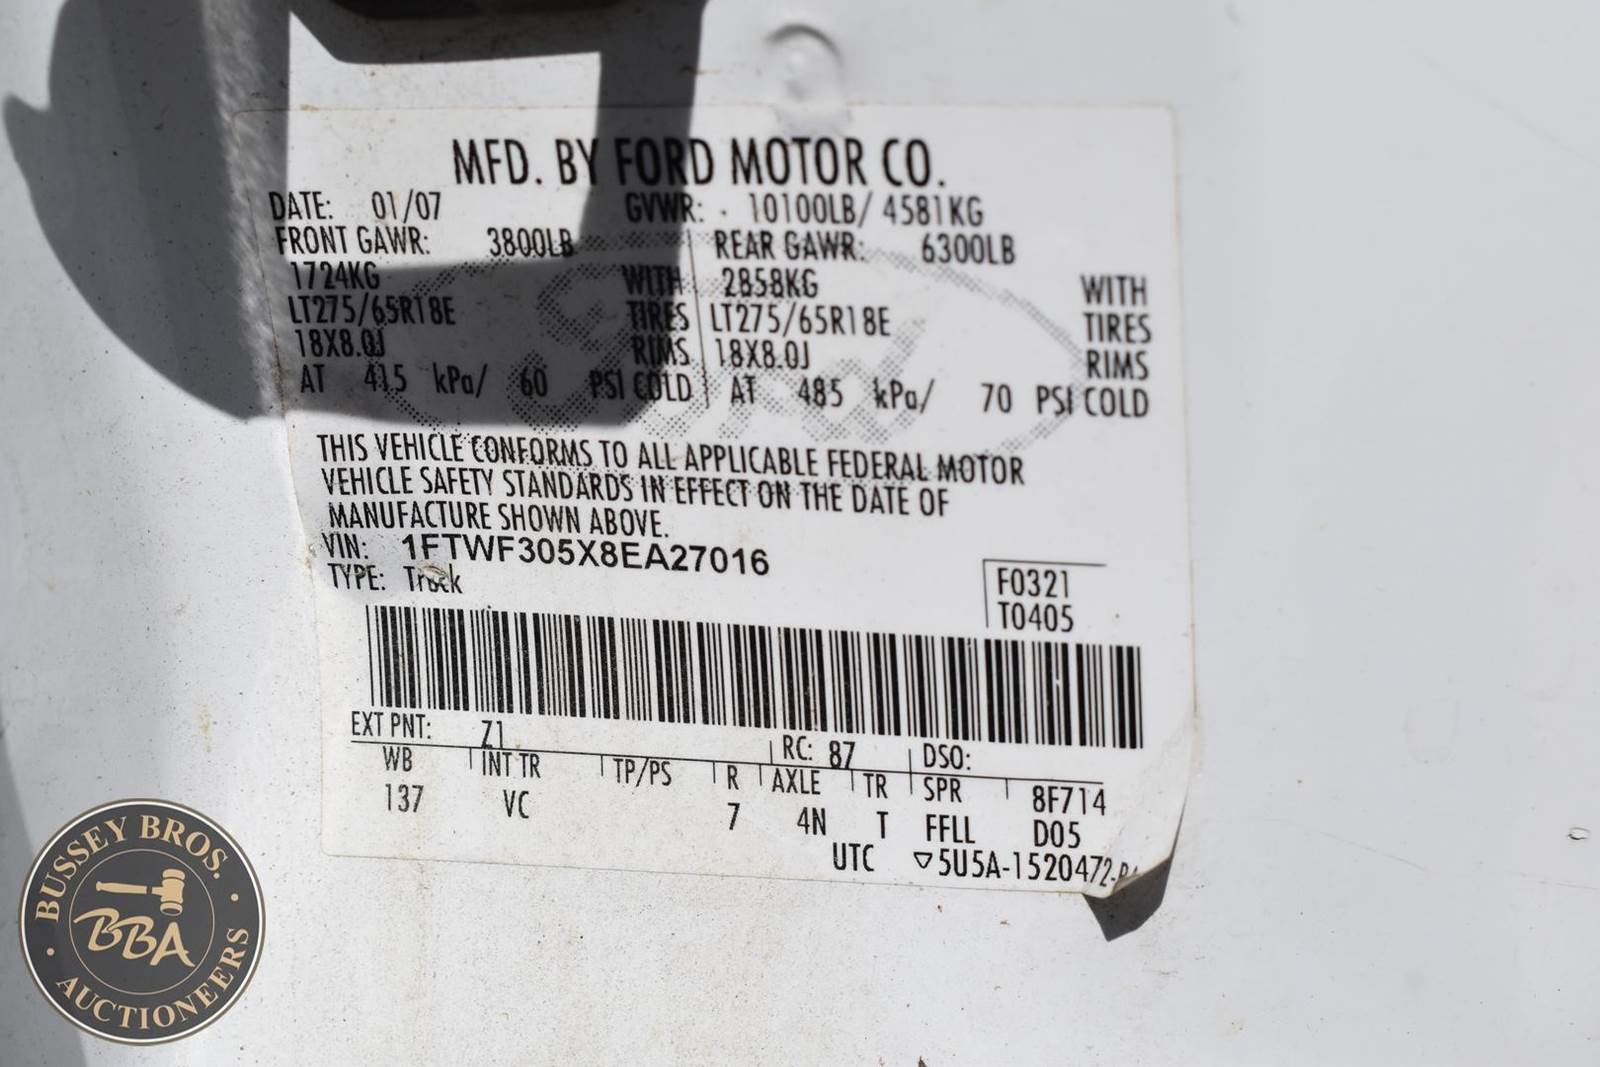 MFD. BY FORD MOTOR CO.
DATE: 01/07 GVWR: 10100LB/ 4581KG
FRONT GAWR: 3800LB REAR GAWR: 6300LB
1724KG WITH 2858KG WITH
LT275/65R18E TIRES LT275/65R18E TIRES
18X8.0J RIMS 18X8.0J RIMS
AT 415 kPa/ 60 PSI COLD AT 485 kPa/ 70 PSI COLD
Ford
THIS VEHICLE CONFORMS TO ALL APPLICABLE FEDERAL MOTOR
VEHICLE SAFETY STANDARDS IN EFFECT ON THE DATE OF
MANUFACTURE SHOWN ABOVE.
VIN: 1FTWF305X8EA27016
TYPE: Truck
F0321
T0405
EXT PNT: Z1 RC: 87 DSO:
WB INT TR TP/PS R AXLE TR SPR 8F714
137 VC 7 4N T FFLL D05
UTC ▽5U5A-1520472-
BUSSEY BROS.
BBA
AUCTIONEERS